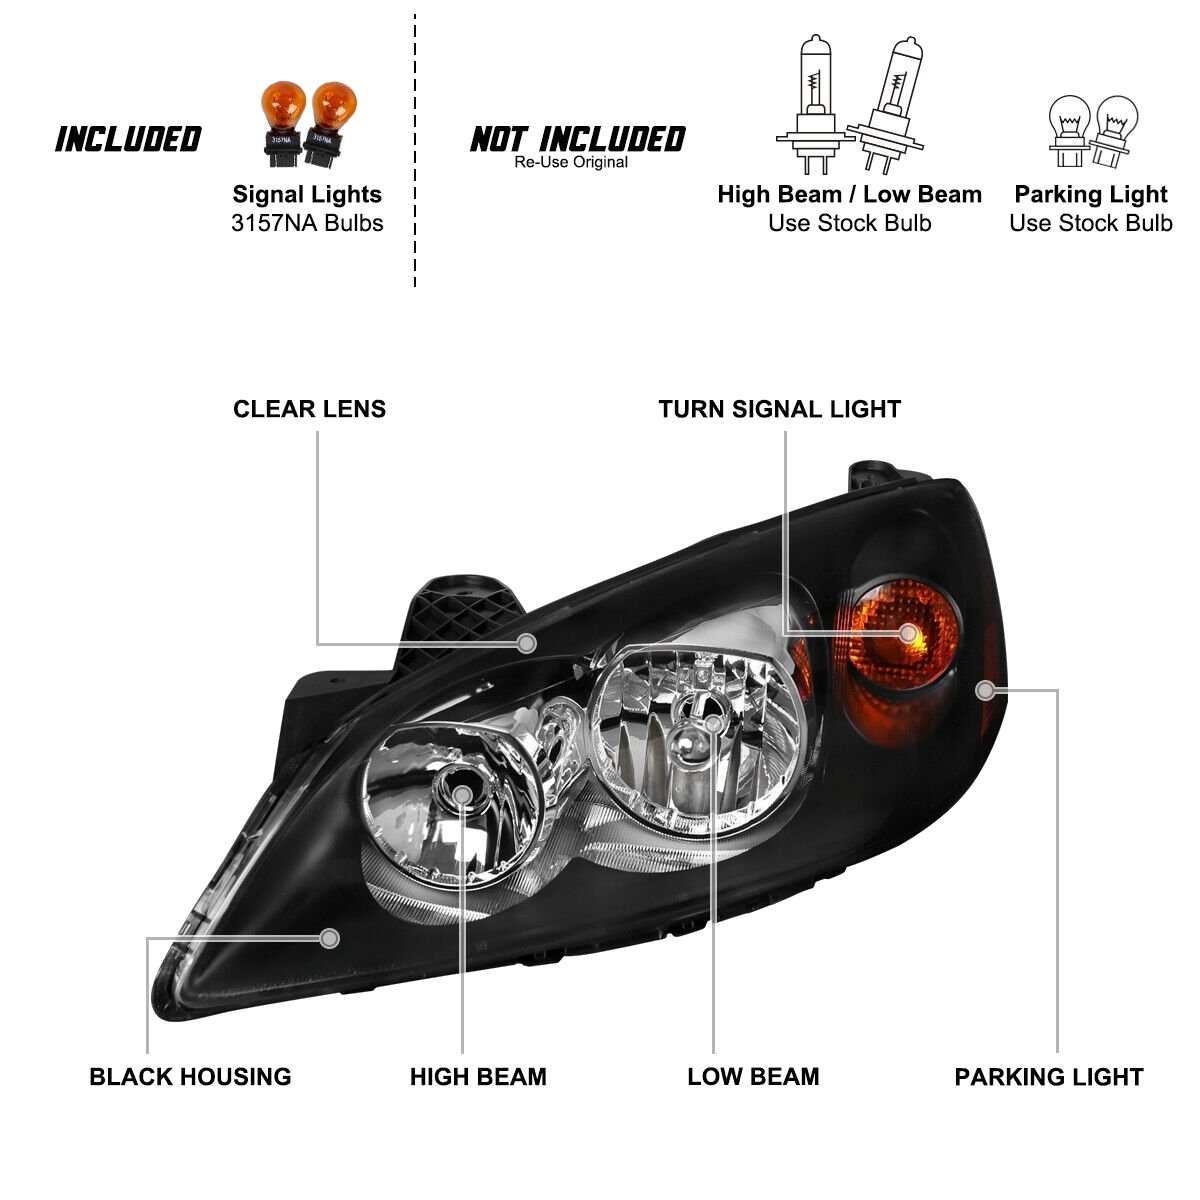 INCLUDED
3157NA 3157NA
Signal Lights
3157NA Bulbs
NOT INCLUDED
Re-Use Original
High Beam / Low Beam
Use Stock Bulb
Parking Light
Use Stock Bulb
CLEAR LENS
TURN SIGNAL LIGHT
BLACK HOUSING
HIGH BEAM
LOW BEAM
PARKING LIGHT